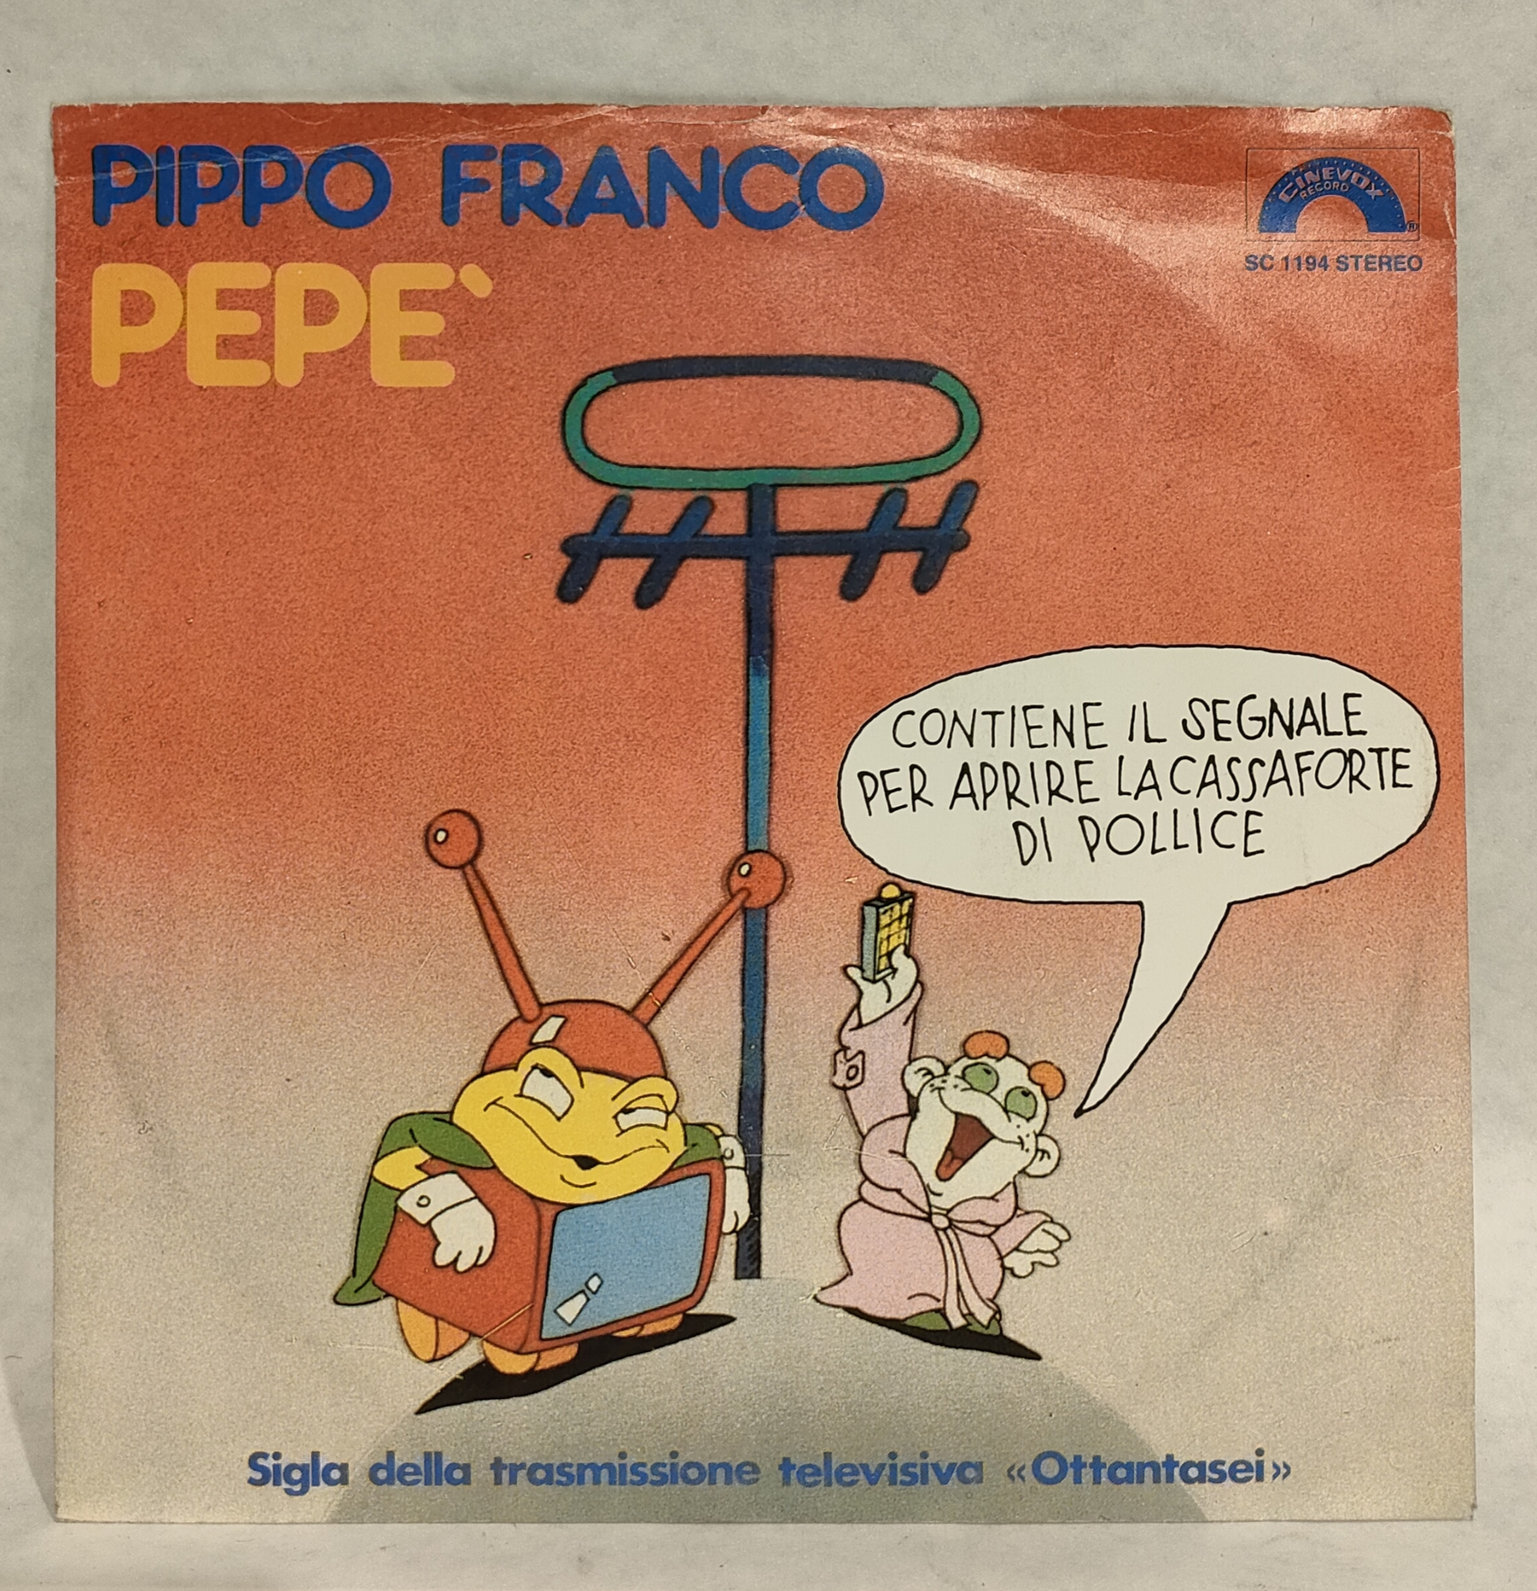 PIPPO FRANCO
PEPE`
CINEVOX
RECORD
®
SC 1194 STEREO
CONTIENE IL SEGNALE
PER APRIRE LA CASSAFORTE
DI POLLICE
Sigla della trasmissione televisiva «Ottantasei»